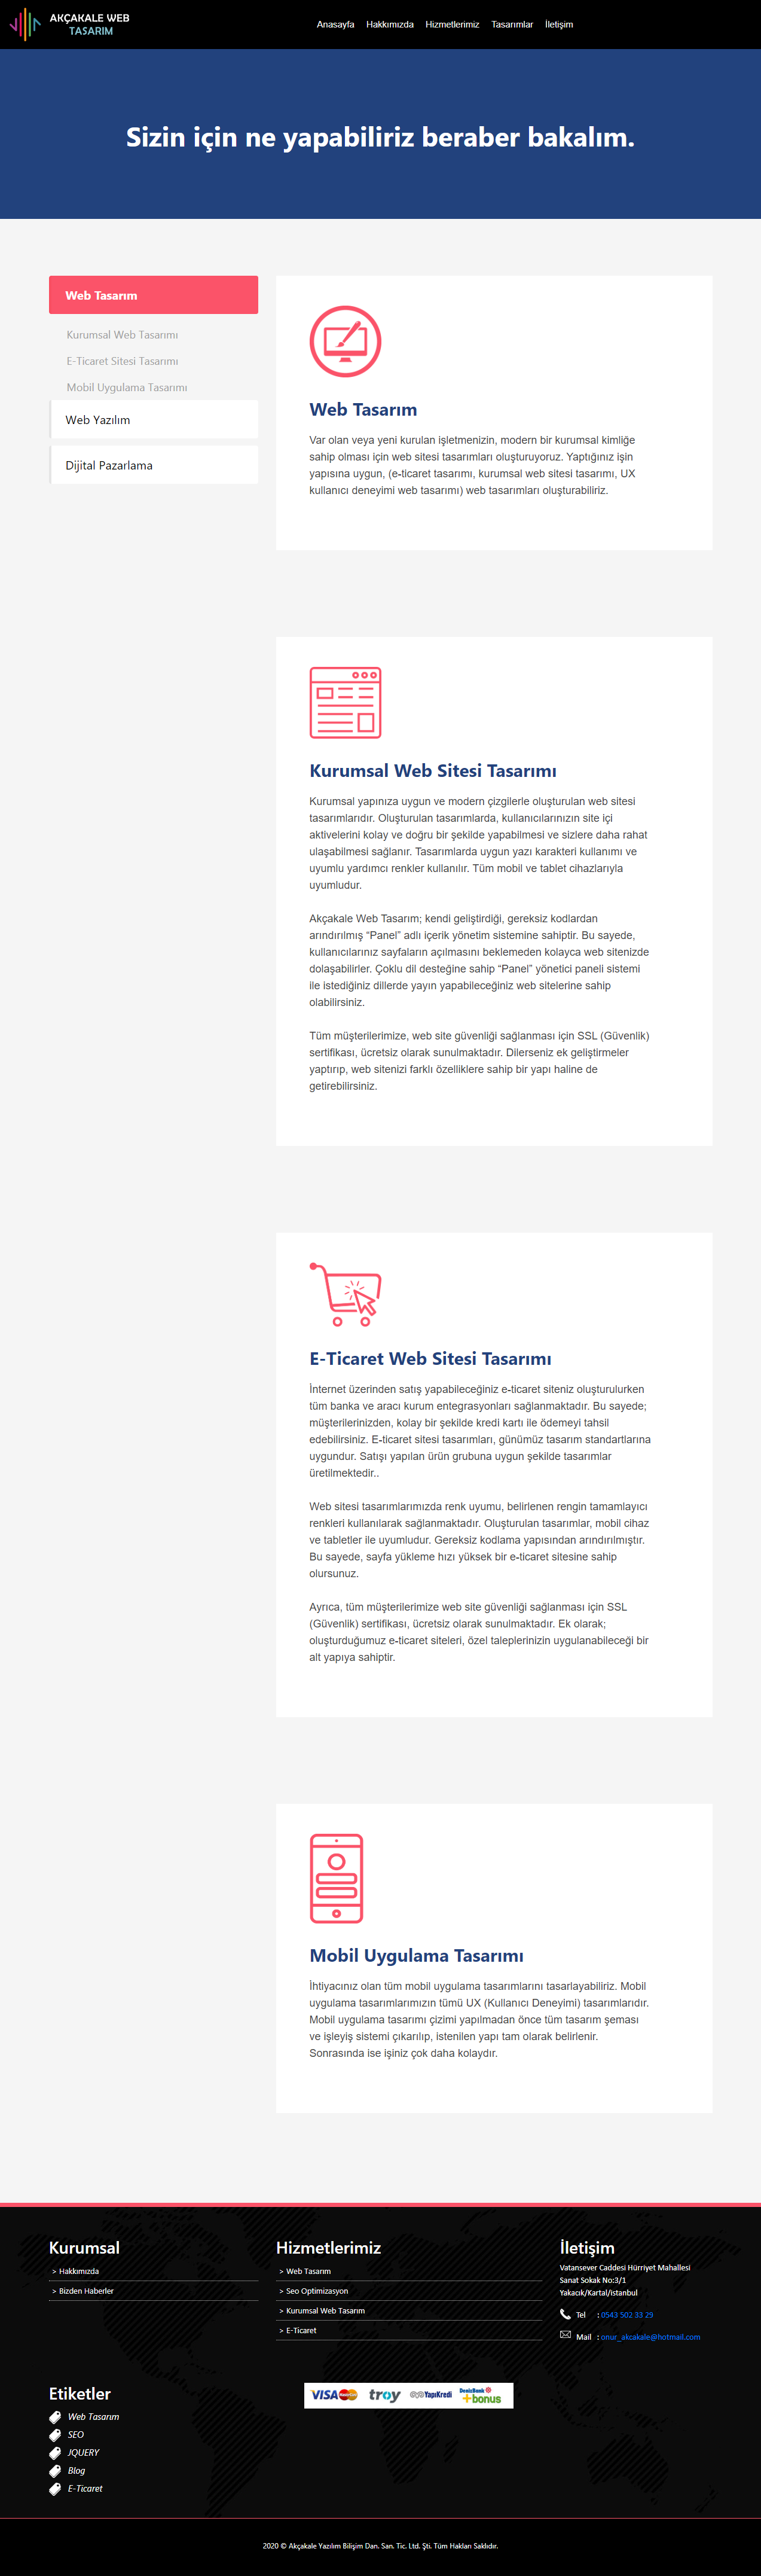 AKÇAKALE WEB
TASARIM
Anasayfa Hakkımızda Hizmetlerimiz Tasarımlar İletişim
Sizin için ne yapabiliriz beraber bakalım.
Web Tasarım
Kurumsal Web Tasarımı
E-Ticaret Sitesi Tasarımı
Mobil Uygulama Tasarımı
Web Yazılım
Dijital Pazarlama
Web Tasarım
Var olan veya yeni kurulan işletmenizin, modern bir kurumsal kimliğe
sahip olması için web sitesi tasarımları oluşturuyoruz. Yaptığınız işin
yapısına uygun, (e-ticaret tasarımı, kurumsal web sitesi tasarımı, UX
kullanıcı deneyimi web tasarımı) web tasarımları oluşturabiliriz.
Kurumsal Web Sitesi Tasarımı
Kurumsal yapınıza uygun ve modern çizgilerle oluşturulan web sitesi
tasarımlarıdır. Oluşturulan tasarımlarda, kullanıcılarınızın site içi
aktivelerini kolay ve doğru bir şekilde yapabilmesi ve sizlere daha rahat
ulaşabilmesi sağlanır. Tasarımlarda uygun yazı karakteri kullanımı ve
uyumlu yardımcı renkler kullanılır. Tüm mobil ve tablet cihazlarıyla
uyumludur.
Akçakale Web Tasarım; kendi geliştirdiği, gereksiz kodlardan
arındırılmış “Panel” adlı içerik yönetim sistemine sahiptir. Bu sayede,
kullanıcılarınız sayfaların açılmasını beklemeden kolayca web sitenizde
dolaşabilirler. Çoklu dil desteğine sahip “Panel” yönetici paneli sistemi
ile istediğiniz dillerde yayın yapabileceğiniz web sitelerine sahip
olabilirsiniz.
Tüm müşterilerimize, web site güvenliği sağlanması için SSL (Güvenlik)
sertifikası, ücretsiz olarak sunulmaktadır. Dilerseniz ek geliştirmeler
yaptırıp, web sitenizi farklı özelliklere sahip bir yapı haline de
getirebilirsiniz.
E-Ticaret Web Sitesi Tasarımı
İnternet üzerinden satış yapabileceğiniz e-ticaret siteniz oluşturulurken
tüm banka ve aracı kurum entegrasyonları sağlanmaktadır. Bu sayede;
müşterilerinizden, kolay bir şekilde kredi kartı ile ödemeyi tahsil
edebilirsiniz. E-ticaret sitesi tasarımları, günümüz tasarım standartlarına
uygundur. Satışı yapılan ürün grubuna uygun şekilde tasarımlar
üretilmektedir..
Web sitesi tasarımlarımızda renk uyumu, belirlenen rengin tamamlayıcı
renkleri kullanılarak sağlanmaktadır. Oluşturulan tasarımlar, mobil cihaz
ve tabletler ile uyumludur. Gereksiz kodlama yapısından arındırılmıştır.
Bu sayede, sayfa yükleme hızı yüksek bir e-ticaret sitesine sahip
olursunuz.
Ayrıca, tüm müşterilerimize web site güvenliği sağlanması için SSL
(Güvenlik) sertifikası, ücretsiz olarak sunulmaktadır. Ek olarak;
oluşturduğumuz e-ticaret siteleri, özel taleplerinizin uygulanabileceği bir
alt yapıya sahiptir.
Mobil Uygulama Tasarımı
İhtiyacınız olan tüm mobil uygulama tasarımlarını tasarlayabiliriz. Mobil
uygulama tasarımlarımızın tümü UX (Kullanıcı Deneyimi) tasarımlarıdır.
Mobil uygulama tasarımı çizimi yapılmadan önce tüm tasarım şeması
ve işleyiş sistemi çıkarılıp, istenilen yapı tam olarak belirlenir.
Sonrasında ise işiniz çok daha kolaydır.
Kurumsal
> Hakkımızda
> Bizden Haberler
Hizmetlerimiz
> Web Tasarım
> Seo Optimizasyon
> Kurumsal Web Tasarım
> E-Ticaret
İletişim
Vatansever Caddesi Hürriyet Mahallesi
Sanat Sokak No:3/1
Yakacık/Kartal/istanbul
Tel : 0543 502 33 29
Mail : onur_akcakale@hotmail.com
Etiketler
Web Tasarım
SEO
JQUERY
Blog
E-Ticaret
VISA MasterCard troy YapıKredi DenizBank bonus
2020 © Akçakale Yazılım Bilişim Dan. San. Tic. Ltd. Şti. Tüm Hakları Saklıdır.